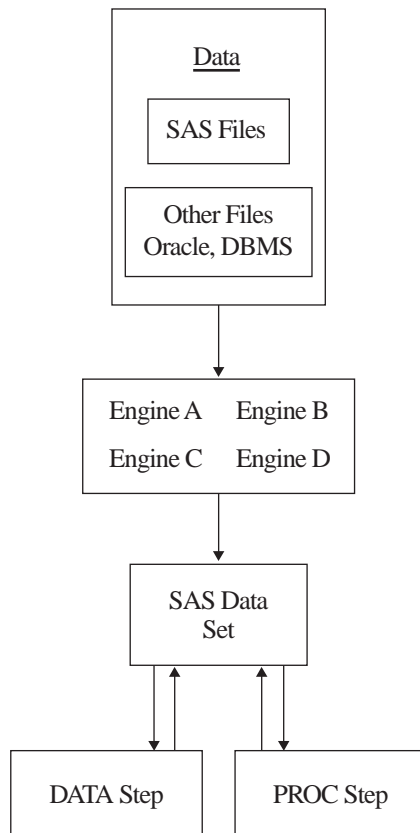 Data
SAS Files
Other Files
Oracle, DBMS
Engine A Engine B
Engine C Engine D
SAS Data
Set
DATA Step PROC Step